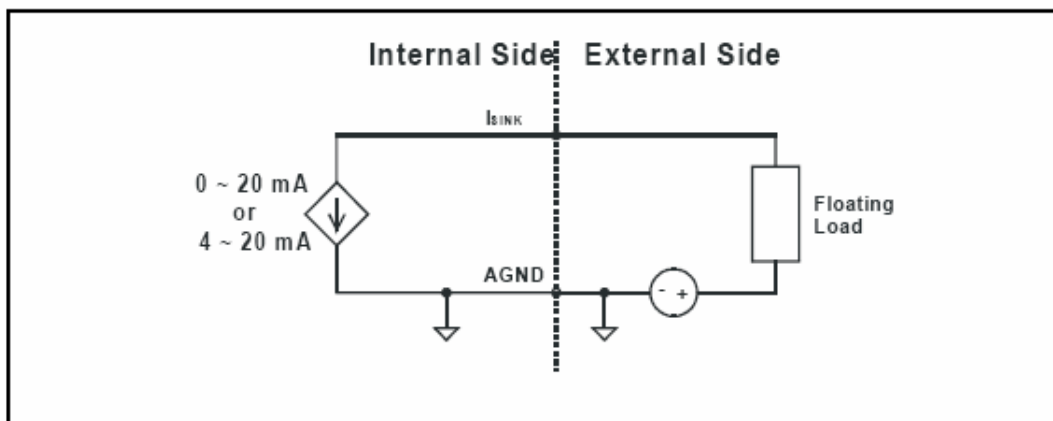 Internal Side External Side
ISINK
0 ~ 20 mA
or
4 ~ 20 mA
Floating
Load
AGND
- +